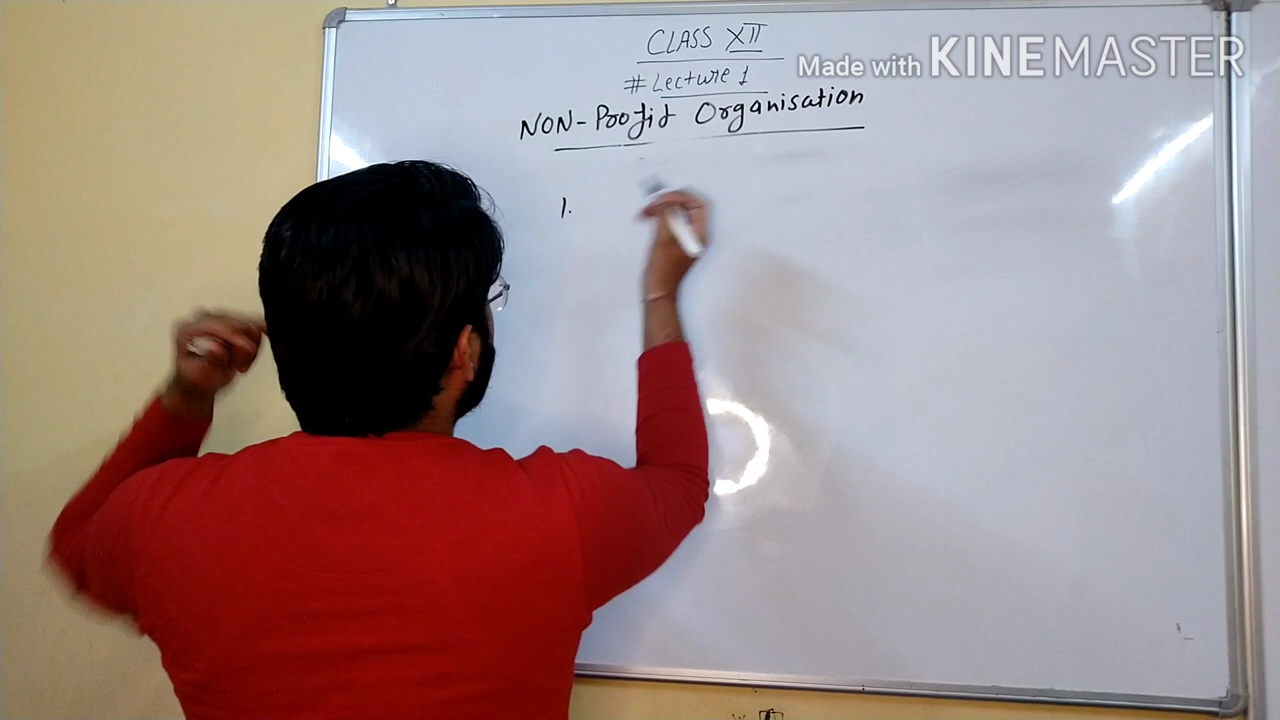 CLASS XII
# Lecture 1
NON-Profit Organisation
1.
Made with KINEMASTER